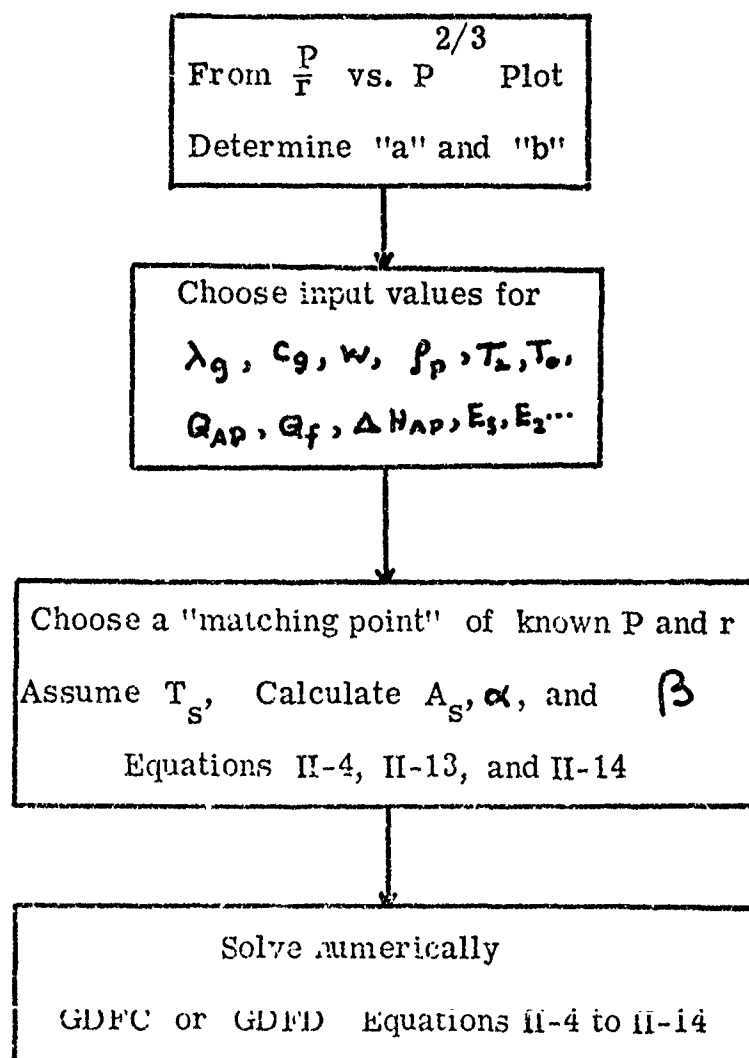 From P/r vs. P^2/3 Plot
Determine "a" and "b"
Choose input values for
λg, Cg, w, ρp, T2, To,
QAP, Qf, ΔHAP, Es, E2...
Choose a "matching point" of known P and r
Assume Ts, Calculate As, α, and β
Equations II-4, II-13, and II-14
Solve numerically
GDFC or GDFD Equations II-4 to II-14